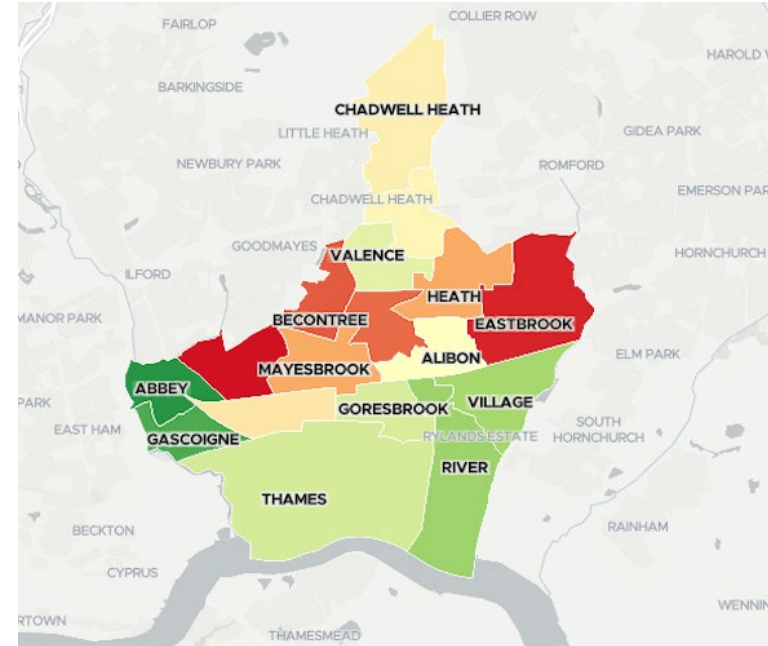 COLLIER ROW
FAIRLOP
HAROLD
BARKINGSIDE
CHADWELL HEATH
LITTLE HEATH
GIDEA PARK
NEWBURY PARK
ROMFORD
EMERSON PAR
CHADWELL HEATH
GOODMAYES
VALENCE
HORNCHURCH
ILFORD
HEATH
MANOR PARK
BECONTREE
EASTBROOK
ALIBON
ELM PARK
MAYESBROOK
ABBEY
PARK
GORESBROOK
VILLAGE
EAST HAM
GASCOIGNE
RYLANDS ESTATE
SOUTH
HORNCHURCH
RIVER
THAMES
BECKTON
RAINHAM
CYPRUS
WENNIN
RTOWN
THAMESMEAD